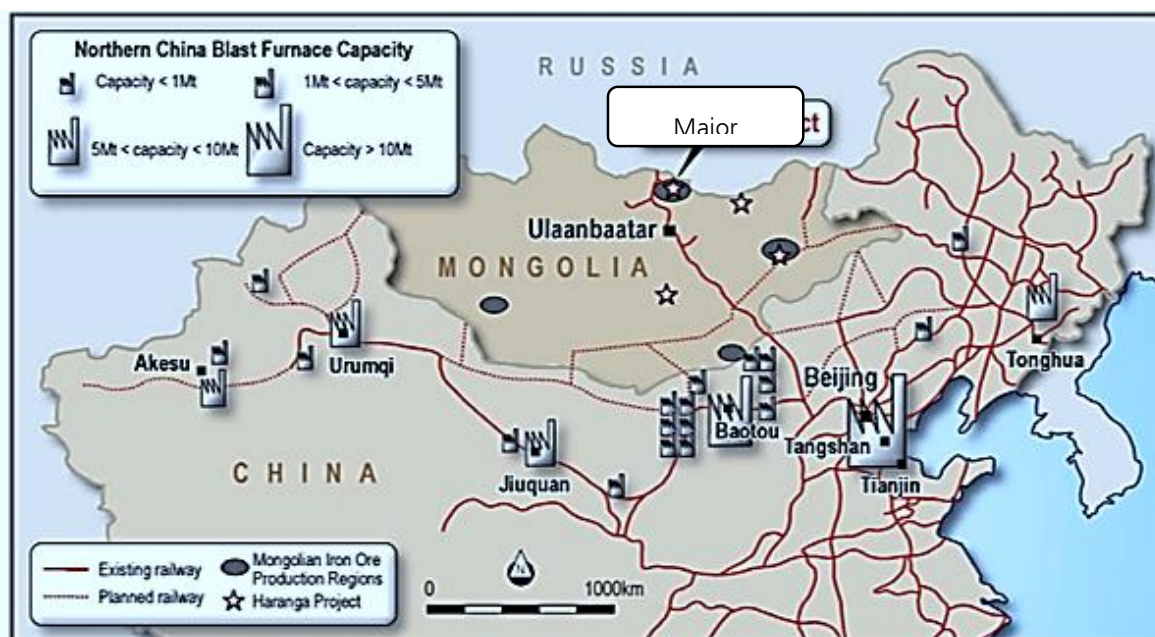 Northern China Blast Furnace Capacity
Capacity < 1Mt
1Mt < capacity < 5Mt
5Mt < capacity < 10Mt
Capacity > 10Mt
RUSSIA
Major
ct
Ulaanbaatar
MONGOLIA
Akesu
Urumqi
Tonghua
Beijing
Baotou
Tangshan
CHINA
Jiuquan
Tianjin
Existing railway
Planned railway
Mongolian Iron Ore
Production Regions
Haranga Project
N
0
1000km